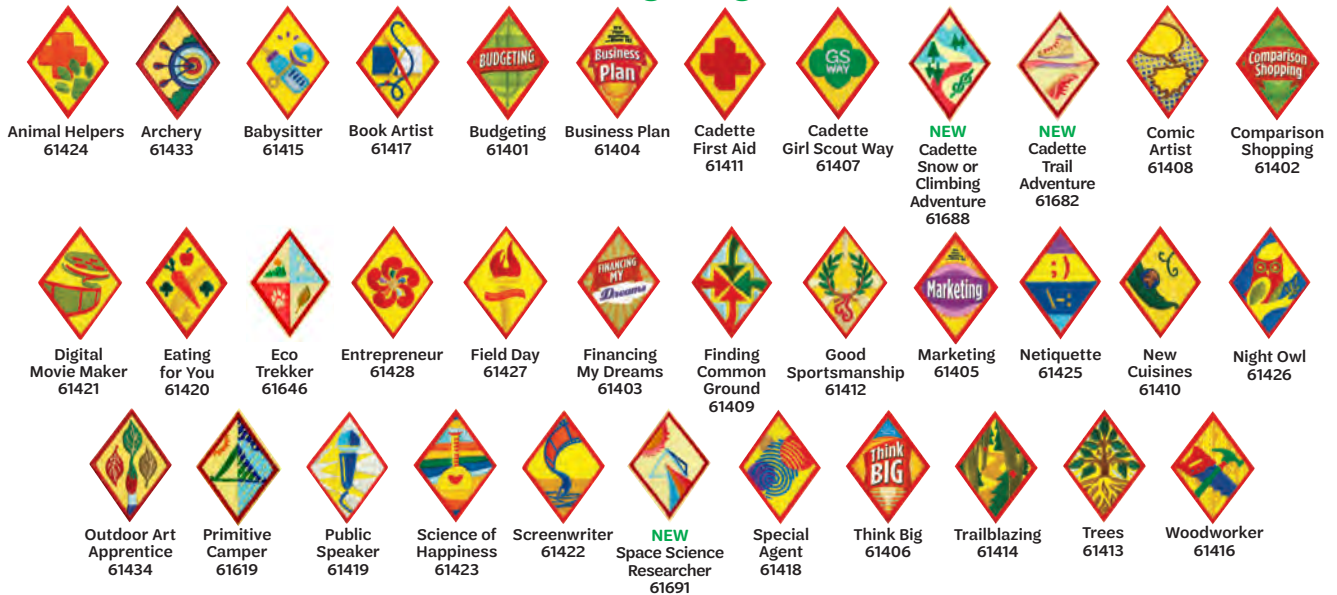 BUDGETING
Business
Plan
GS
WAY
Comparison
Shopping
Animal Helpers
61424
Archery
61433
Babysitter
61415
Book Artist
61417
Budgeting
61401
Business Plan
61404
Cadette
First Aid
61411
Cadette
Girl Scout Way
61407
NEW
Cadette
Snow or
Climbing
Adventure
61688
NEW
Cadette
Trail
Adventure
61682
Comic
Artist
61408
Comparison
Shopping
61402
FINANCING
MY
Dreams
Marketing
;)
\-:
Digital
Movie Maker
61421
Eating
for You
61420
Eco
Trekker
61646
Entrepreneur
61428
Field Day
61427
Financing
My Dreams
61403
Finding
Common
Ground
61409
Good
Sportsmanship
61412
Marketing
61405
Netiquette
61425
New
Cuisines
61410
Night Owl
61426
Think
BIG
Outdoor Art
Apprentice
61434
Primitive
Camper
61619
Public
Speaker
61419
Science of
Happiness
61423
Screenwriter
61422
NEW
Space Science
Researcher
61691
Special
Agent
61418
Think Big
61406
Trailblazing
61414
Trees
61413
Woodworker
61416